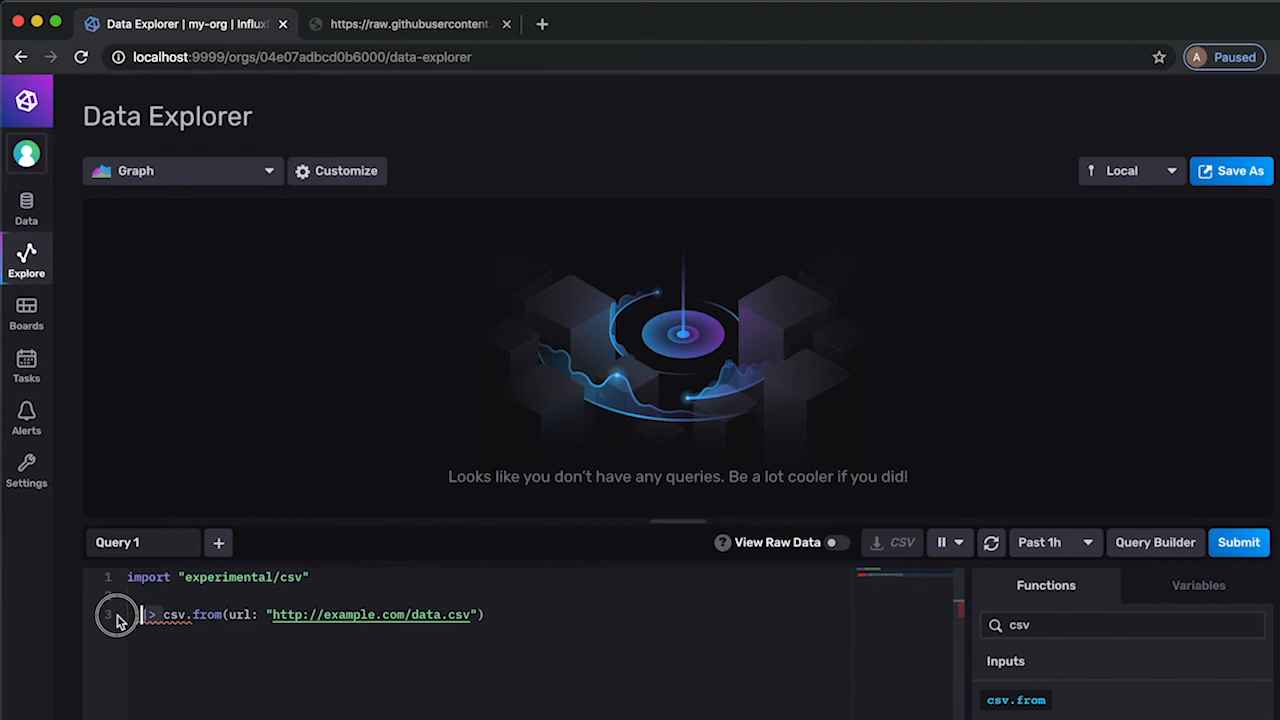 Data Explorer | my-org | Influx
https://raw.githubusercontent.
localhost:9999/orgs/04e07adbcd0b6000/data-explorer
A Paused
Data Explorer
Graph
Customize
Local
Save As
Data
Explore
Boards
Tasks
Alerts
Settings
Looks like you don't have any queries. Be a lot cooler if you did!
Query 1
View Raw Data
CSV
Past 1h
Query Builder
Submit
1 import "experimental/csv"
2
3 |> csv.from(url: "http://example.com/data.csv")
Functions
Variables
csv
Inputs
csv.from